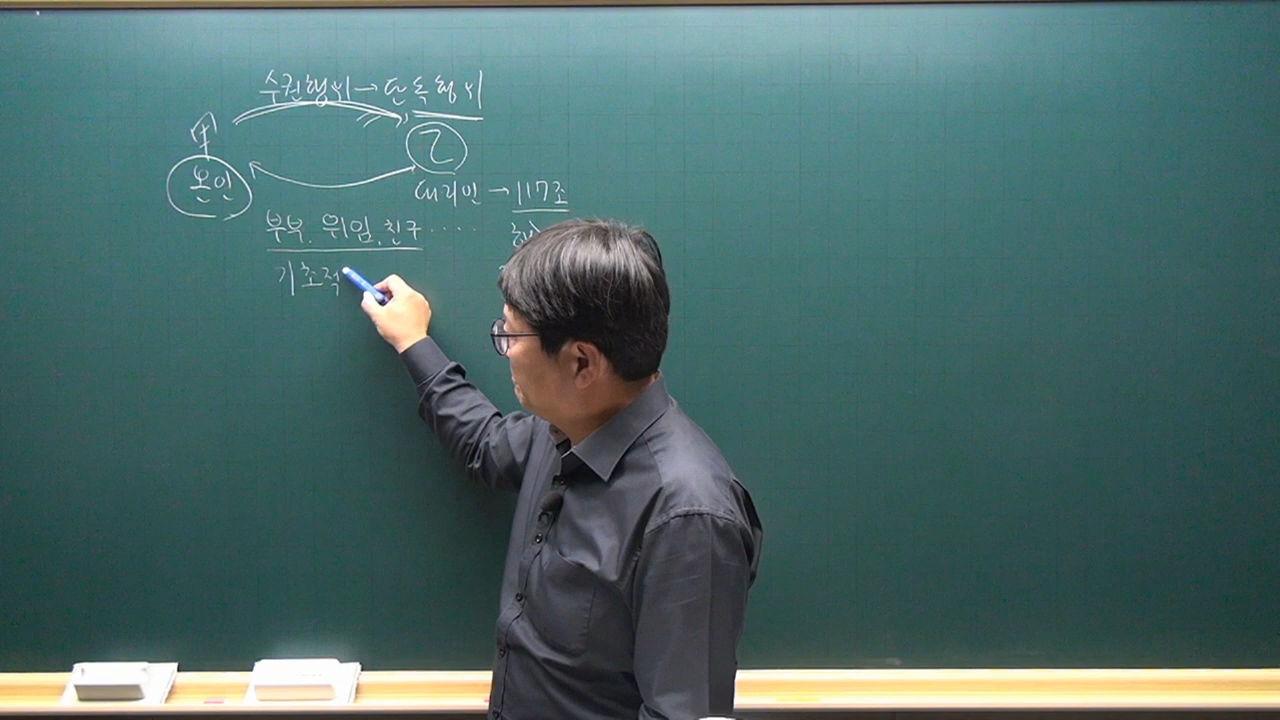 수권행위→단독행위
甲
乙
본인
대리인 → 117조
부부, 위임, 친구 ·····
기초적